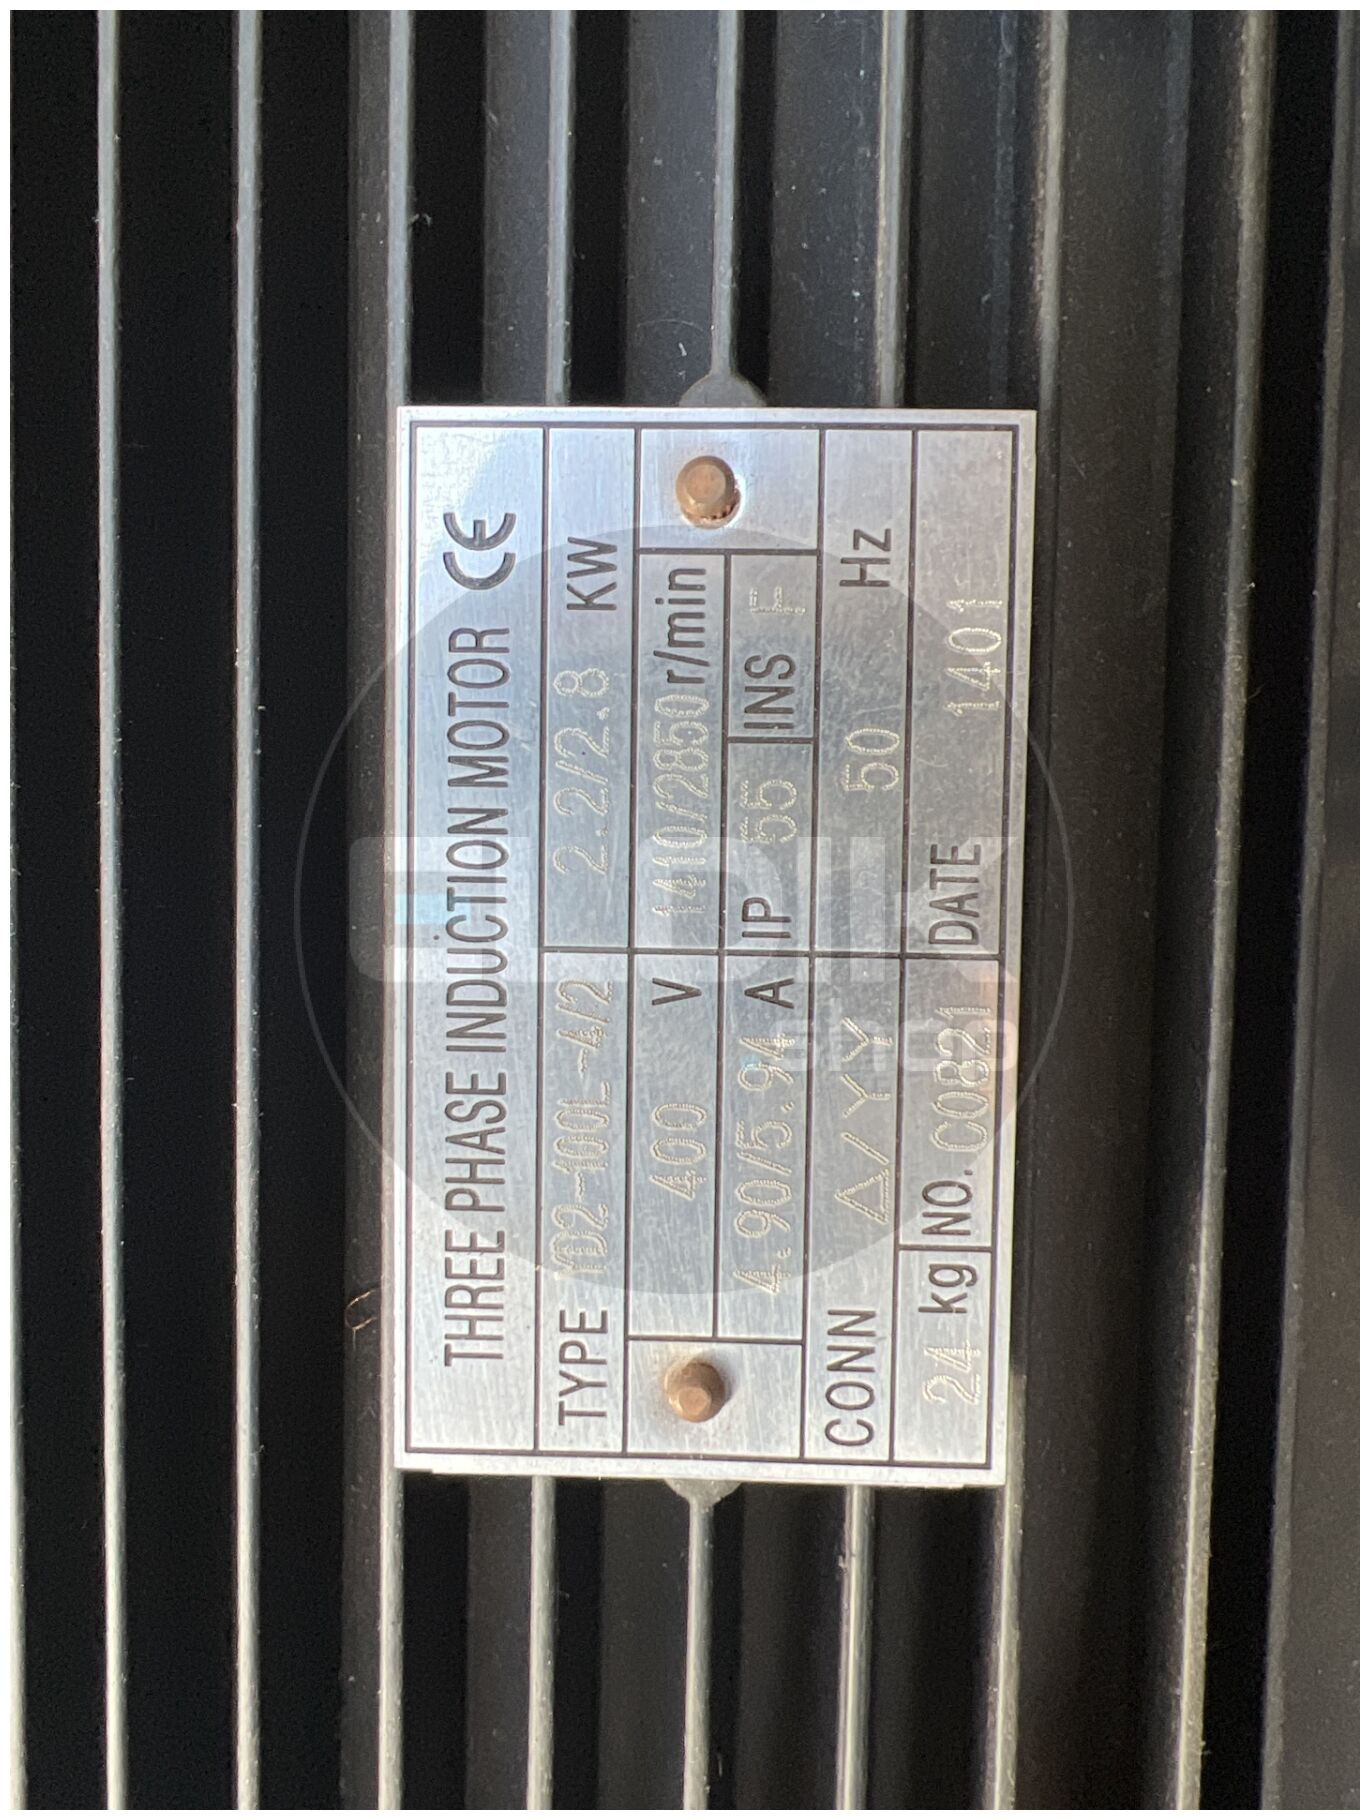 THREE PHASE INDUCTION MOTOR CE
TYPE YD2-100L-4/2 2.2/2.8 KW
400 V 1410/2850 r/min
4.90/5.94 A IP 55 INS F
CONN △/YY 50 Hz
24 kg NO. C0821 DATE 1401
shop